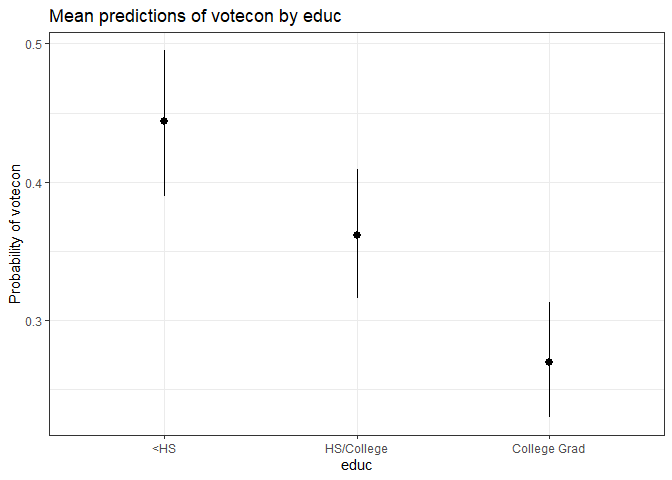 Mean predictions of votecon by educ
Probability of votecon
0.5
0.4
0.3
<HS
HS/College
College Grad
educ